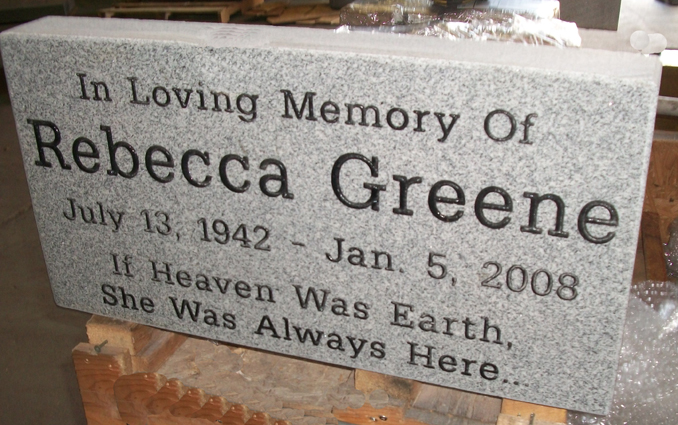 In Loving Memory Of
Rebecca Greene
July 13, 1942 - Jan. 5, 2008
If Heaven Was Earth,
She Was Always Here...